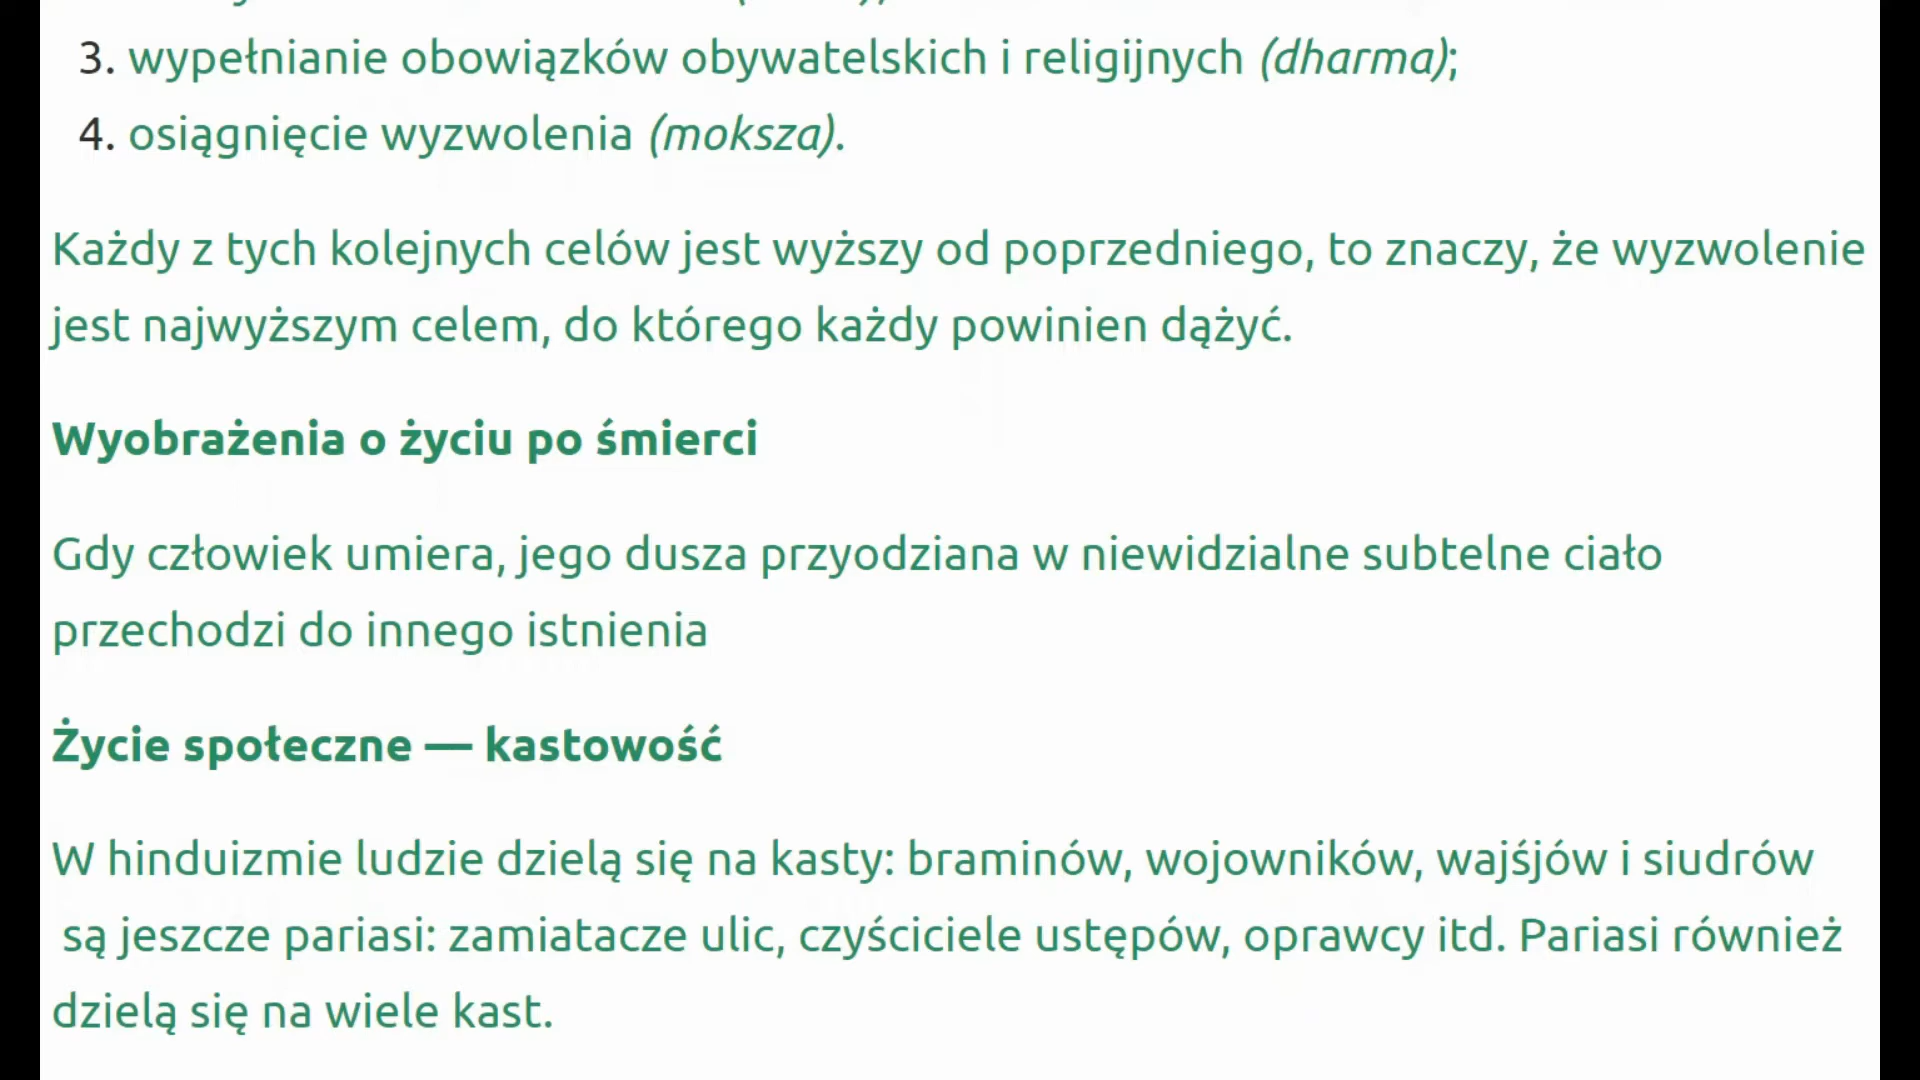 3. wypełnianie obowiązków obywatelskich i religijnych (dharma);
4. osiągnięcie wyzwolenia (moksza).
Każdy z tych kolejnych celów jest wyższy od poprzedniego, to znaczy, że wyzwolenie
jest najwyższym celem, do którego każdy powinien dążyć.
Wyobrażenia o życiu po śmierci
Gdy człowiek umiera, jego dusza przyodziana w niewidzialne subtelne ciało
przechodzi do innego istnienia
Życie społeczne — kastowość
W hinduizmie ludzie dzielą się na kasty: braminów, wojowników, wajśjów i siudrów
są jeszcze pariasi: zamiatacze ulic, czyściciele ustępów, oprawcy itd. Pariasi również
dzielą się na wiele kast.